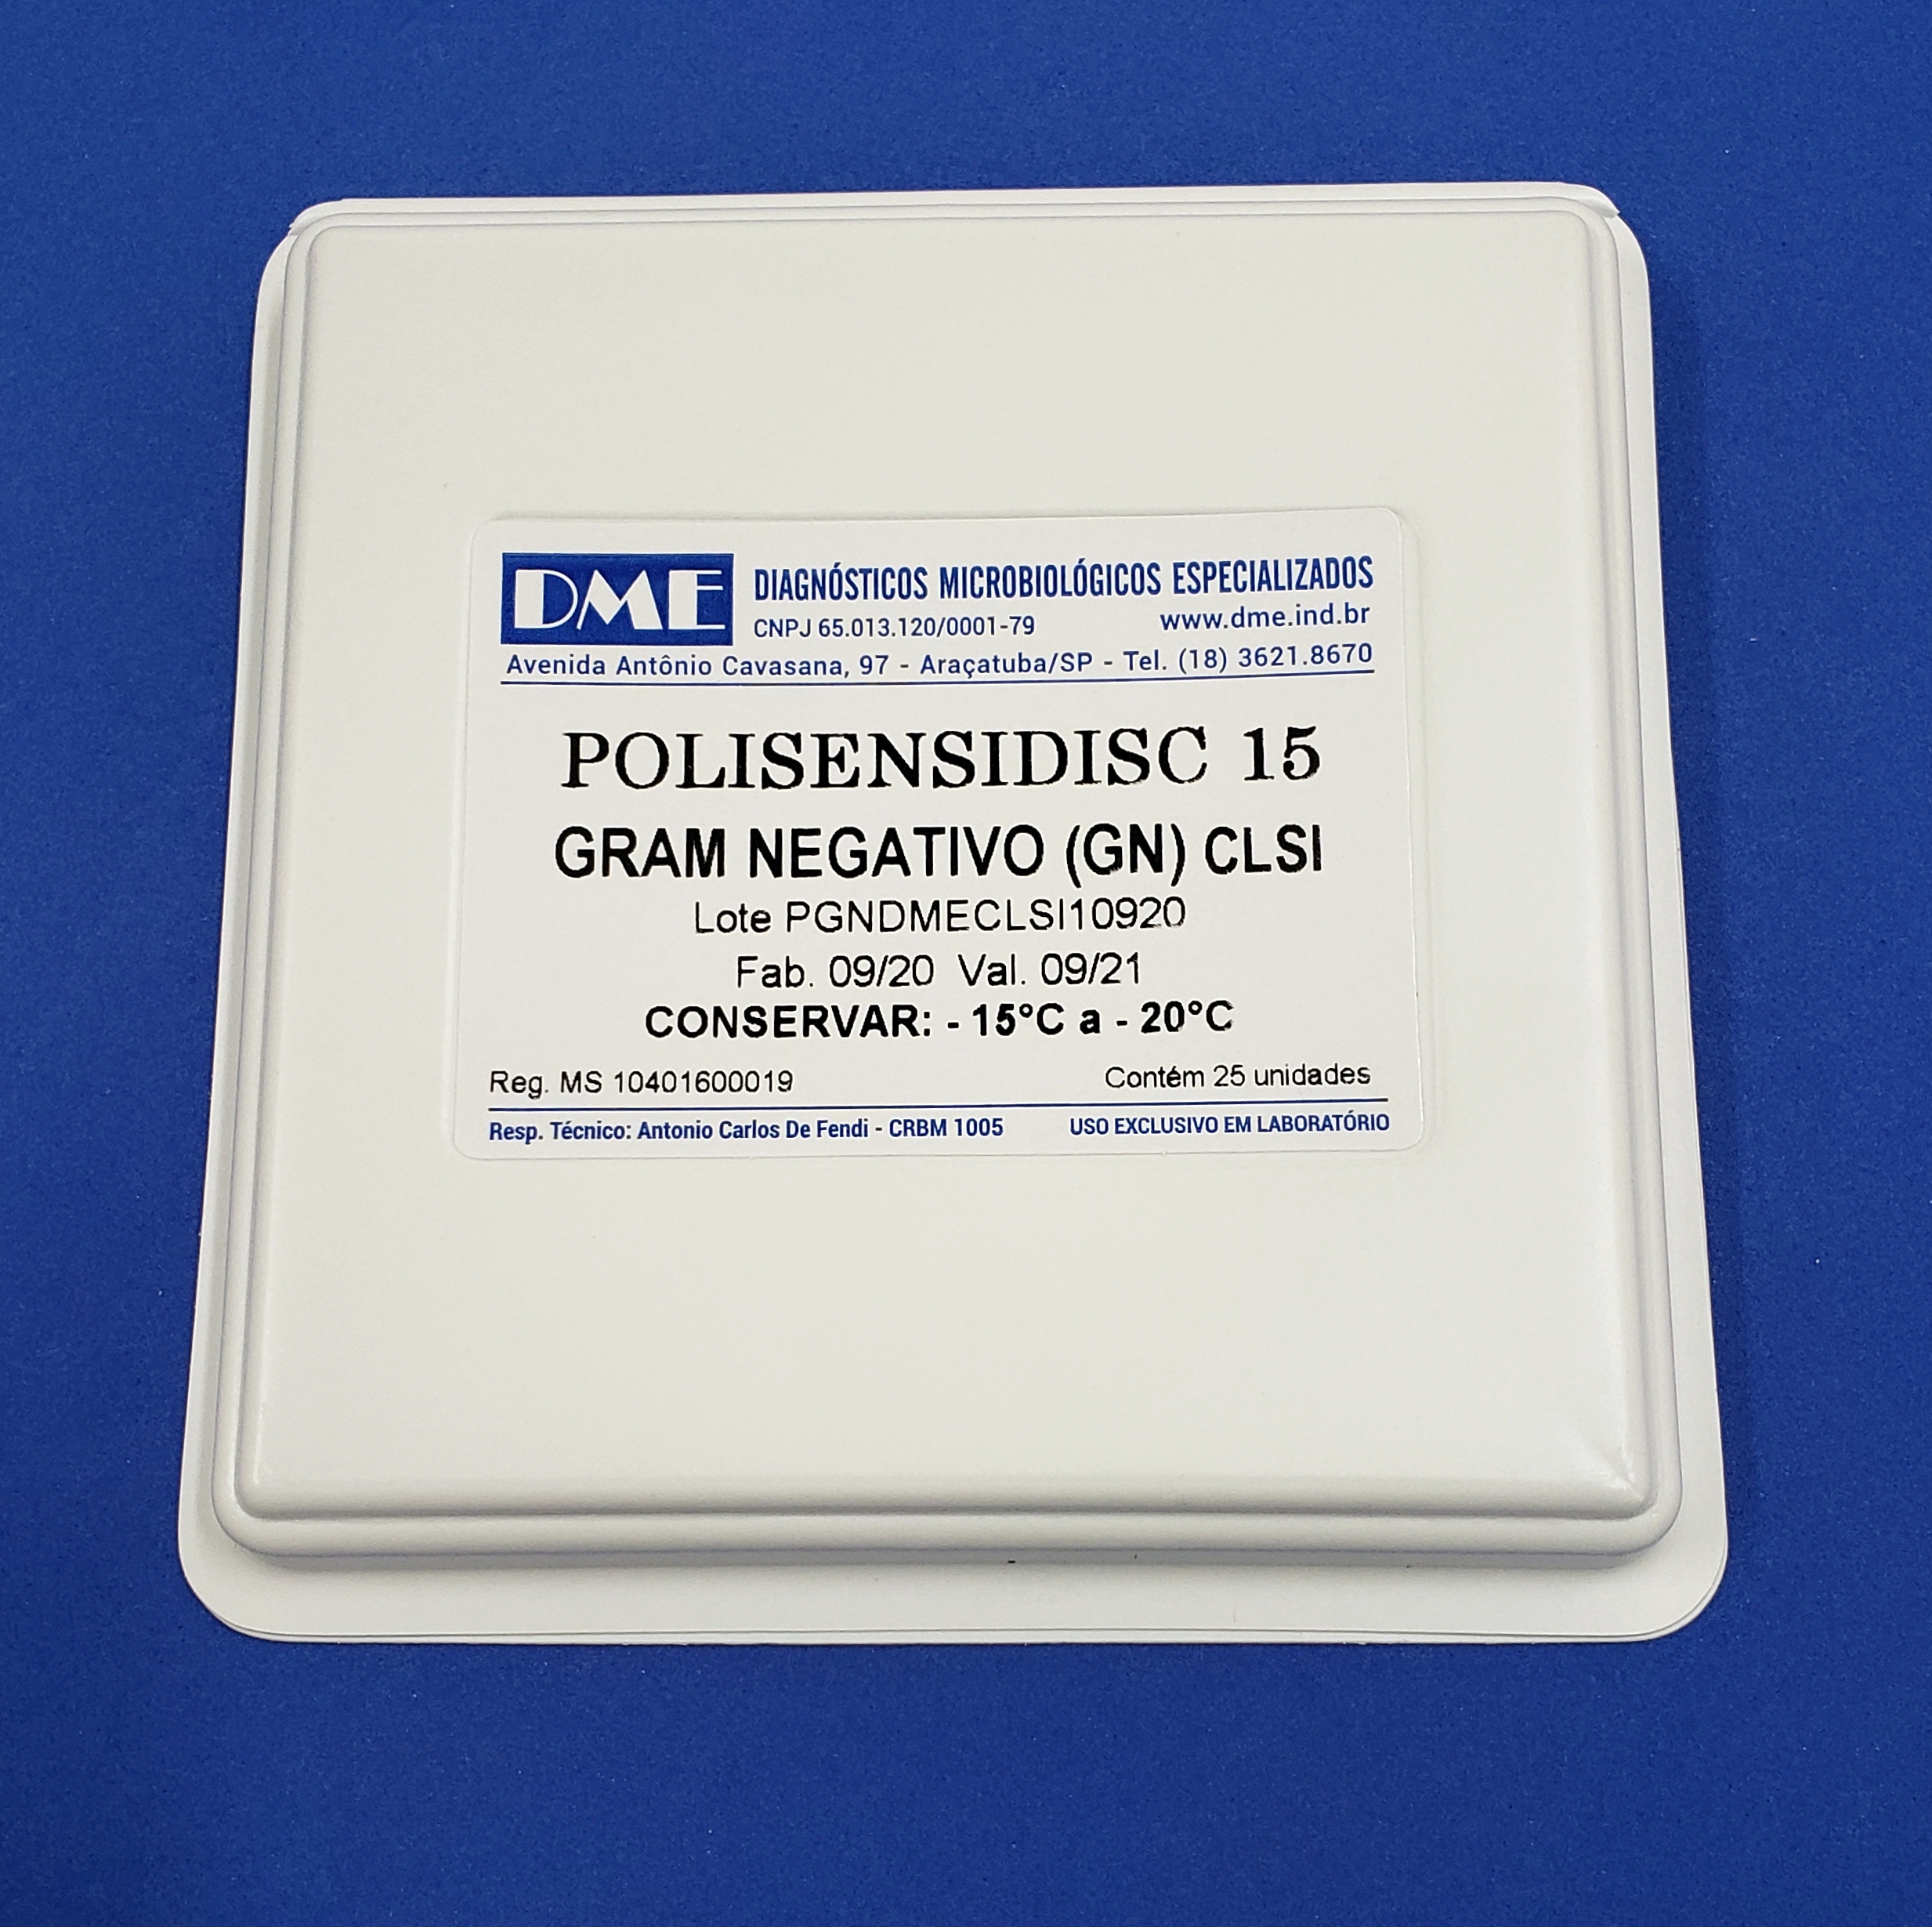 DME
DIAGNÓSTICOS MICROBIOLÓGICOS ESPECIALIZADOS
CNPJ 65.013.120/0001-79 www.dme.ind.br
Avenida Antônio Cavasana, 97 - Araçatuba/SP - Tel. (18) 3621.8670
POLISENSIDISC 15
GRAM NEGATIVO (GN) CLSI
Lote PGNDMECLSI10920
Fab. 09/20 Val. 09/21
CONSERVAR: - 15°C a - 20°C
Reg. MS 10401600019 Contém 25 unidades
Resp. Técnico: Antonio Carlos De Fendi - CRBM 1005 USO EXCLUSIVO EM LABORATÓRIO